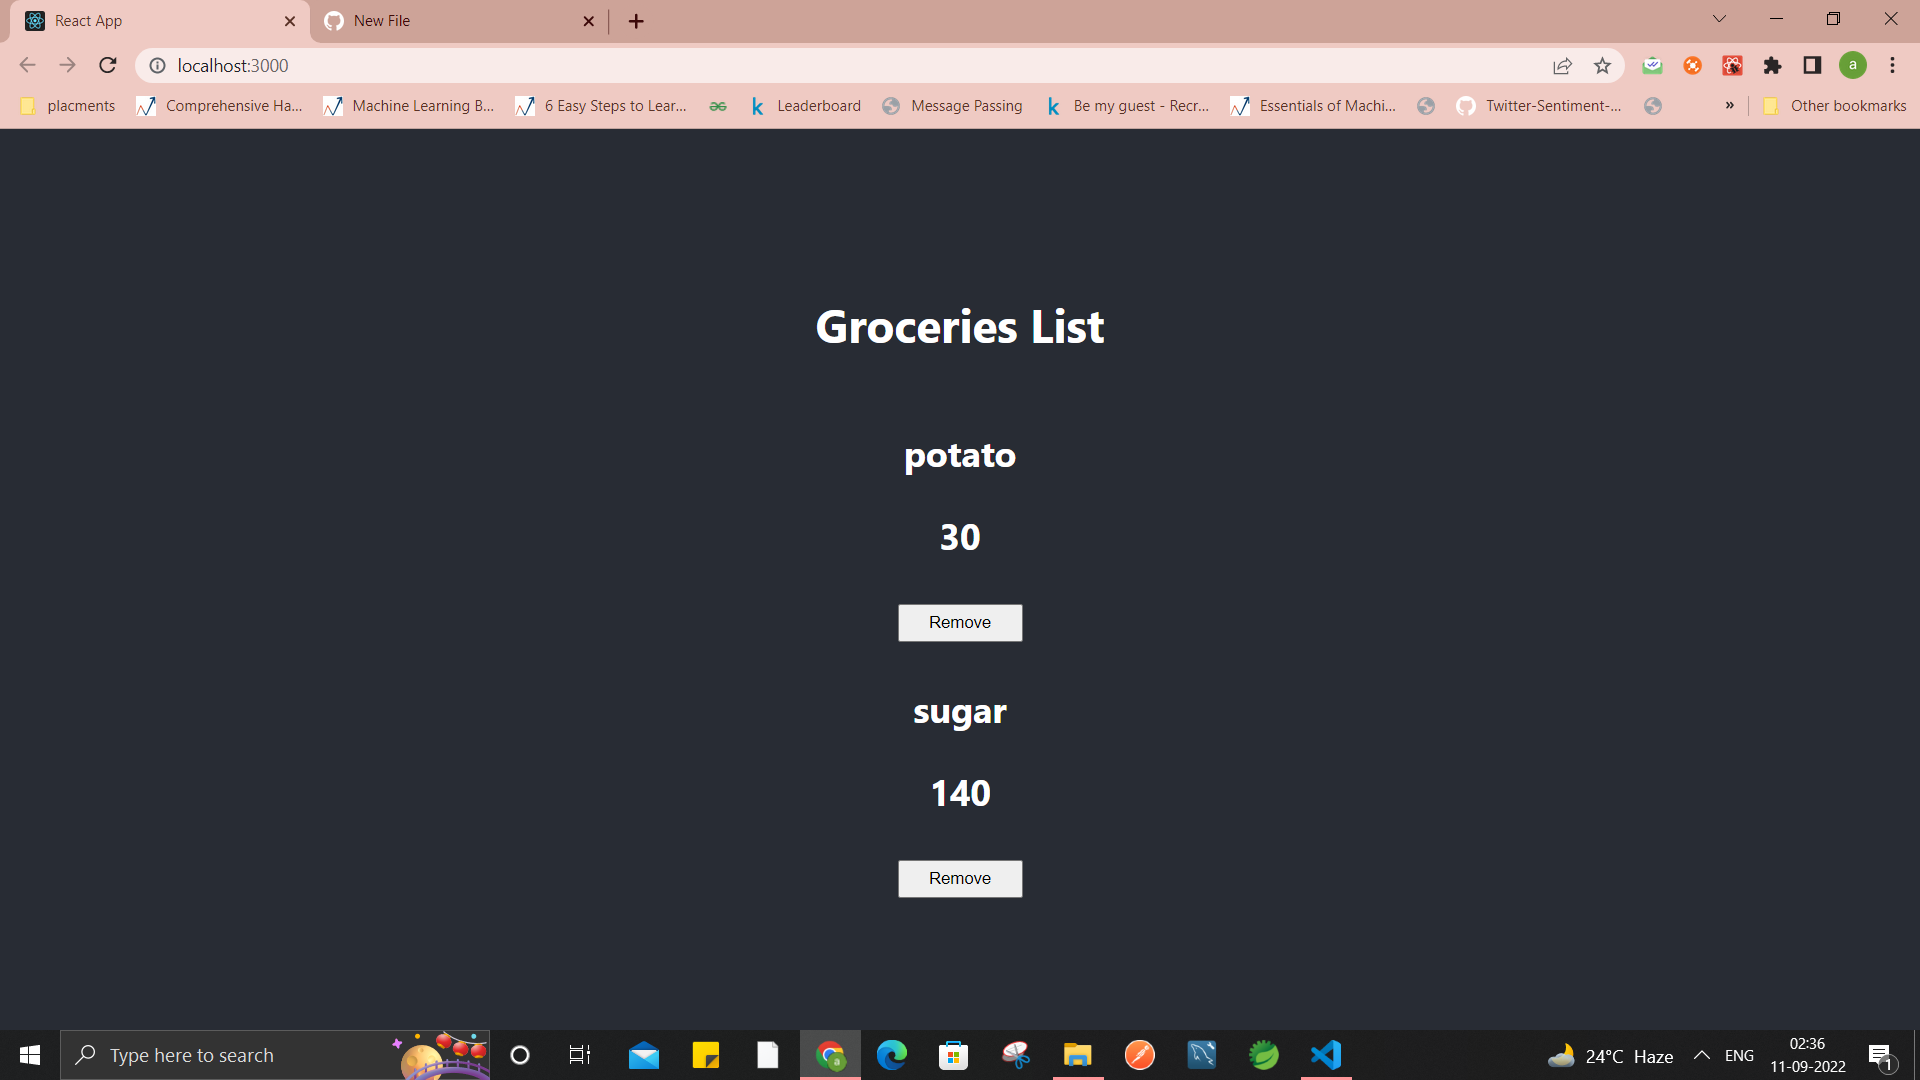 React App
New File
localhost:3000
a
placments
Comprehensive Ha...
Machine Learning B...
6 Easy Steps to Lear...
Leaderboard
Message Passing
Be my guest - Recr...
Essentials of Machi...
Twitter-Sentiment-...
»
Other bookmarks
Groceries List
potato
30
Remove
sugar
140
Remove
Type here to search
24°C Haze
ENG
02:36
11-09-2022
1